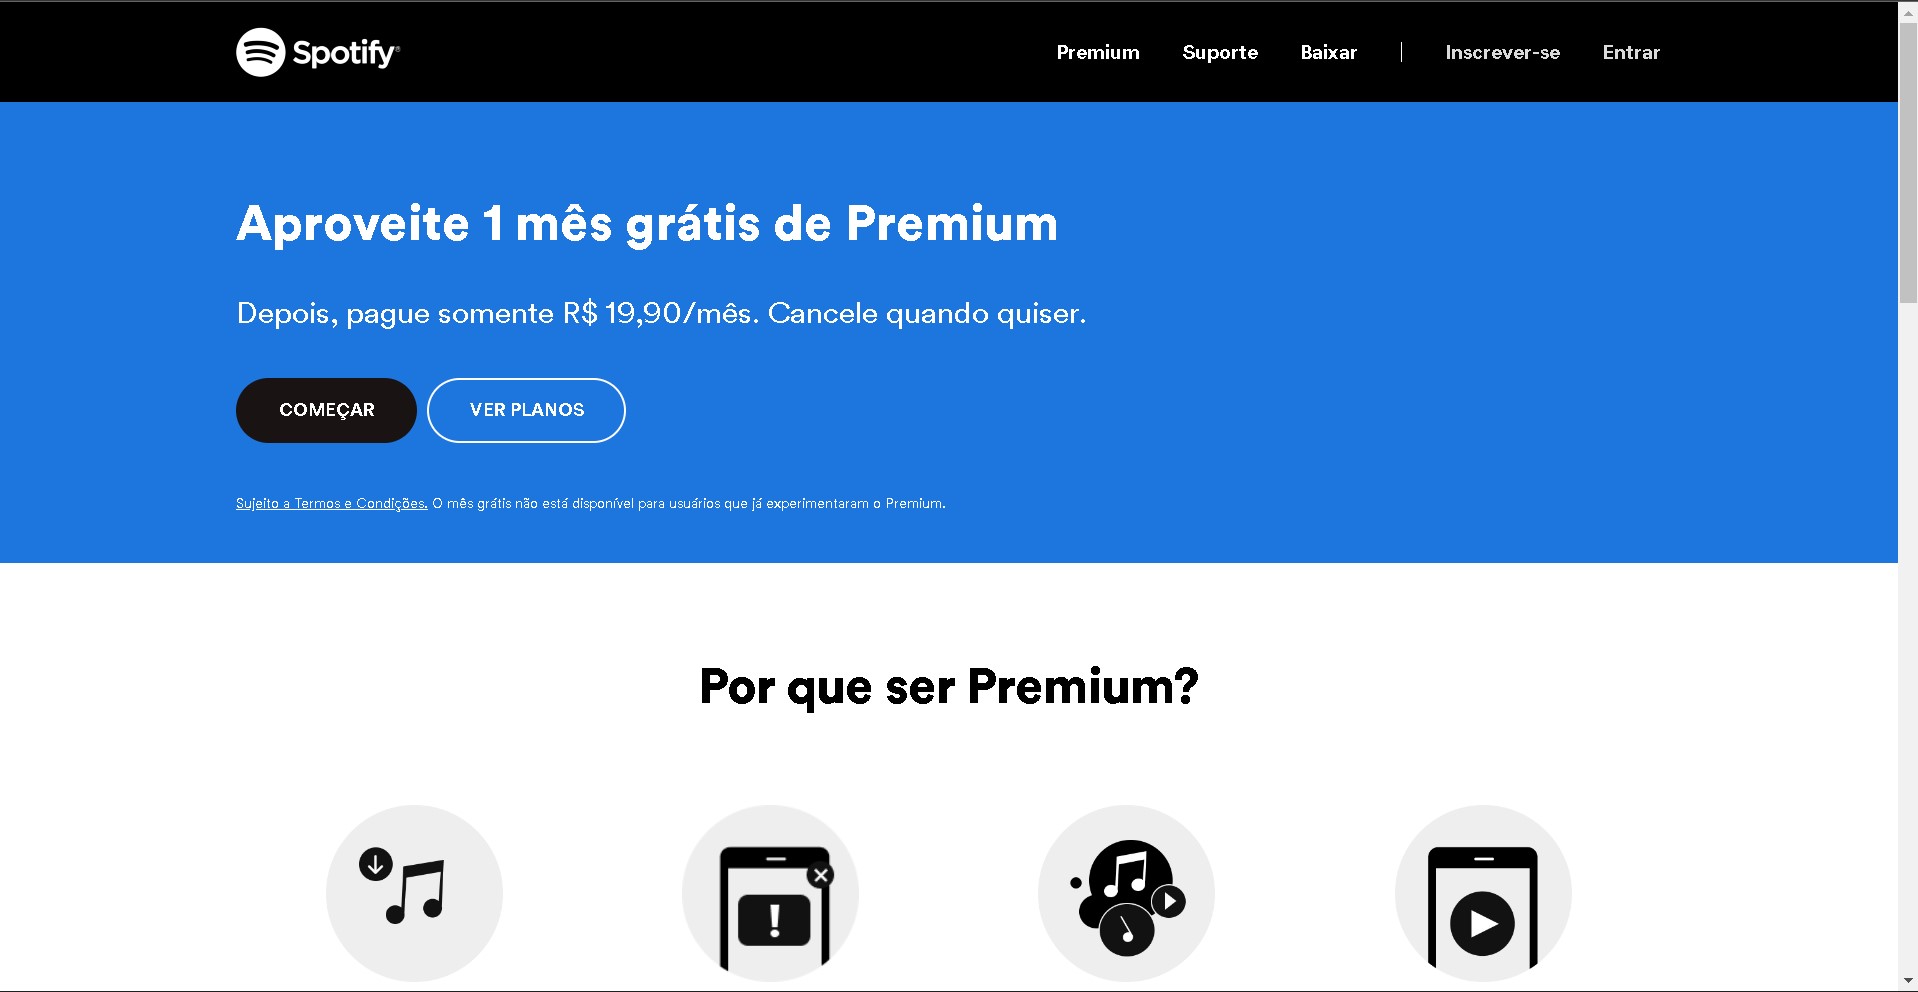 Spotify®
Premium
Suporte
Baixar
Inscrever-se
Entrar
Aproveite 1 mês grátis de Premium
Depois, pague somente R$ 19,90/mês. Cancele quando quiser.
COMEÇAR
VER PLANOS
Sujeito a Termos e Condições. O mês grátis não está disponível para usuários que já experimentaram o Premium.
Por que ser Premium?